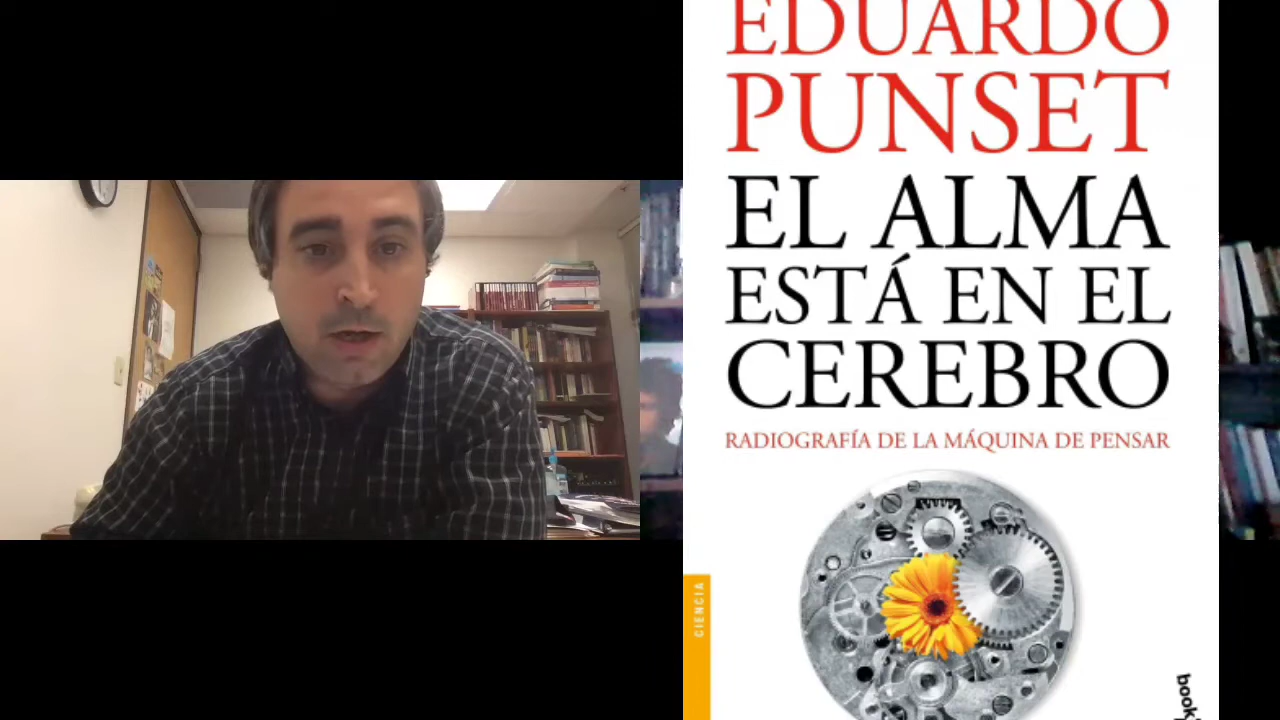 EDUARDO
PUNSET
EL ALMA
ESTÁ EN EL
CEREBRO
RADIOGRAFÍA DE LA MÁQUINA DE PENSAR
CIENCIA